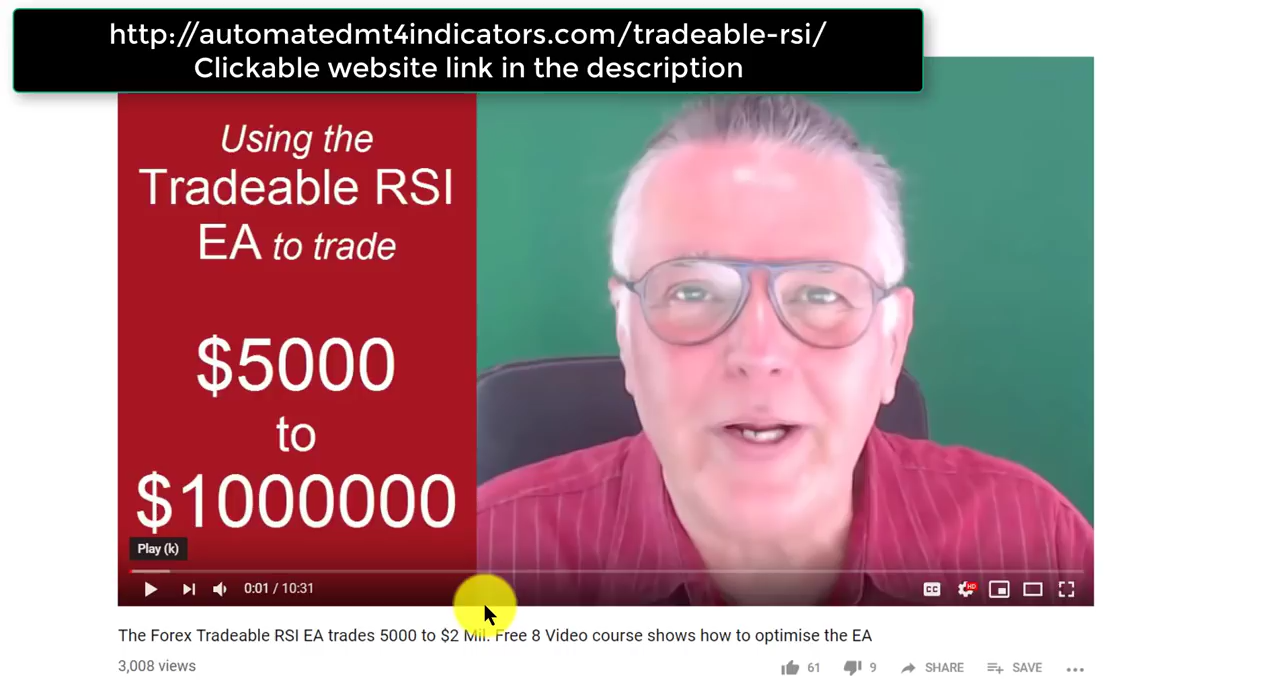 http://automatedmt4indicators.com/tradeable-rsi/
Clickable website link in the description
Using the
Tradeable RSI
EA to trade
$5000
to
$1000000
Play (k)
0:01 / 10:31
CC
HD
The Forex Tradeable RSI EA trades 5000 to $2 Mil. Free 8 Video course shows how to optimise the EA
3,008 views
61
9
SHARE
SAVE